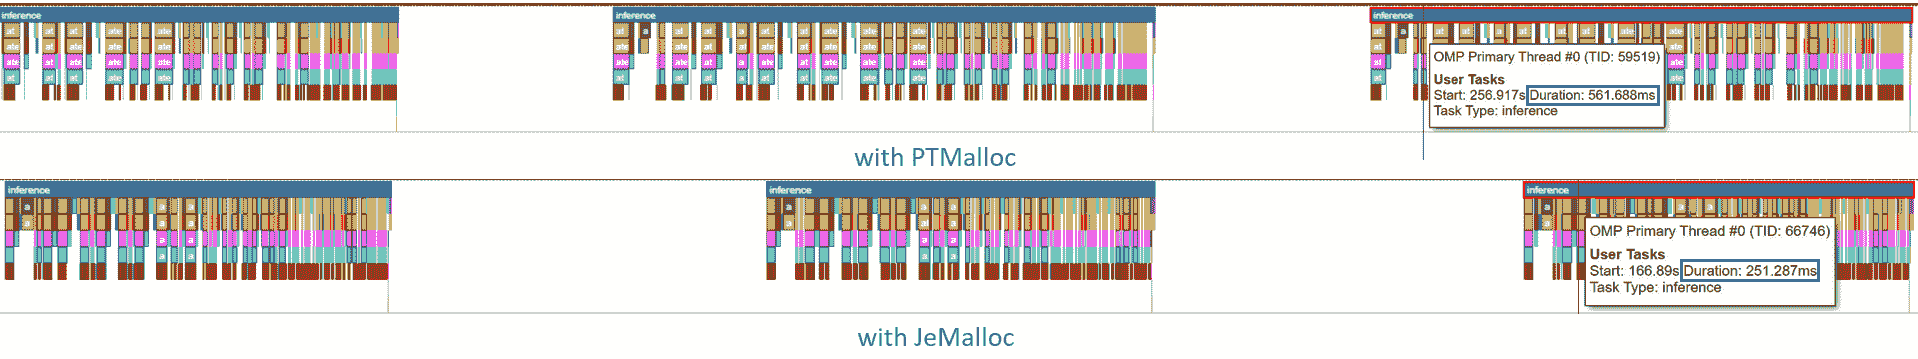 inference inference inference
OMP Primary Thread #0 (TID: 59519)
User Tasks
Start: 256.917s Duration: 561.688ms
Task Type: inference
with PTMalloc
inference inference inference
OMP Primary Thread #0 (TID: 66746)
User Tasks
Start: 166.89s Duration: 251.287ms
Task Type: inference
with JeMalloc